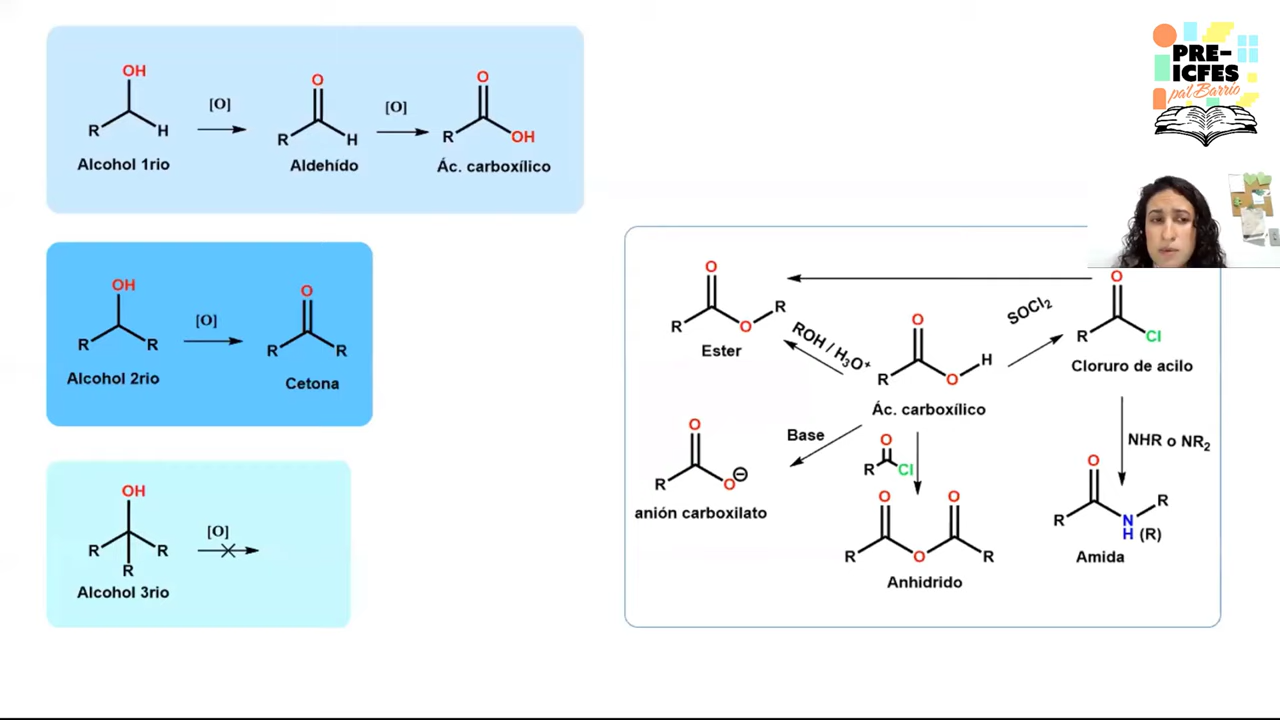 PRE-
ICFES
pa'l Barrio
OH
R
H
[O]
O
R
H
[O]
O
R
OH
Alcohol 1rio
Aldehído
Ác. carboxílico
OH
R
R
[O]
O
R
R
Alcohol 2rio
Cetona
OH
R
R
R
[O]
Alcohol 3rio
O
R
O
R
Ester
ROH / H3O+
O
R
O
H
Ác. carboxílico
SOCl2
O
R
Cl
Cloruro de acilo
Base
O
R
O
anión carboxilato
O
R
Cl
O
O
R
O
R
Anhidrido
NHR o NR2
O
R
N
H
R
(R)
Amida